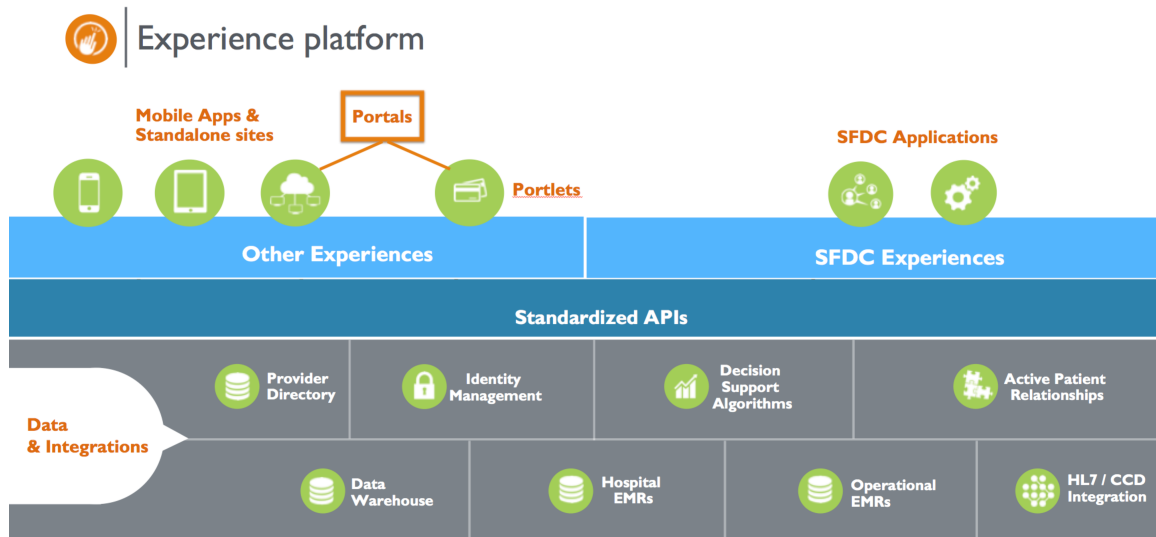 Experience platform
Mobile Apps &
Standalone sites
Portals
Portlets
SFDC Applications
Other Experiences
SFDC Experiences
Standardized APIs
Data
& Integrations
Provider
Directory
Identity
Management
Decision
Support
Algorithms
Active Patient
Relationships
Data
Warehouse
Hospital
EMRs
Operational
EMRs
HL7 / CCD
Integration